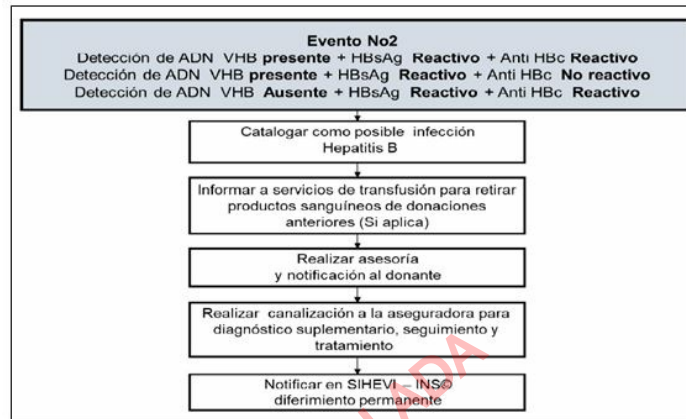 Evento No2
Detección de ADN VHB presente + HBsAg Reactivo + Anti HBc Reactivo
Detección de ADN VHB presente + HBsAg Reactivo + Anti HBc No reactivo
Detección de ADN VHB Ausente + HBsAg Reactivo + Anti HBc Reactivo
Catalogar como posible infección
Hepatitis B
Informar a servicios de transfusión para retirar
productos sanguíneos de donaciones
anteriores (Si aplica)
Realizar asesoría
y notificación al donante
Realizar canalización a la aseguradora para
diagnóstico suplementario, seguimiento y
tratamiento
Notificar en SIHEVI – INS©
diferimiento permanente
LADA